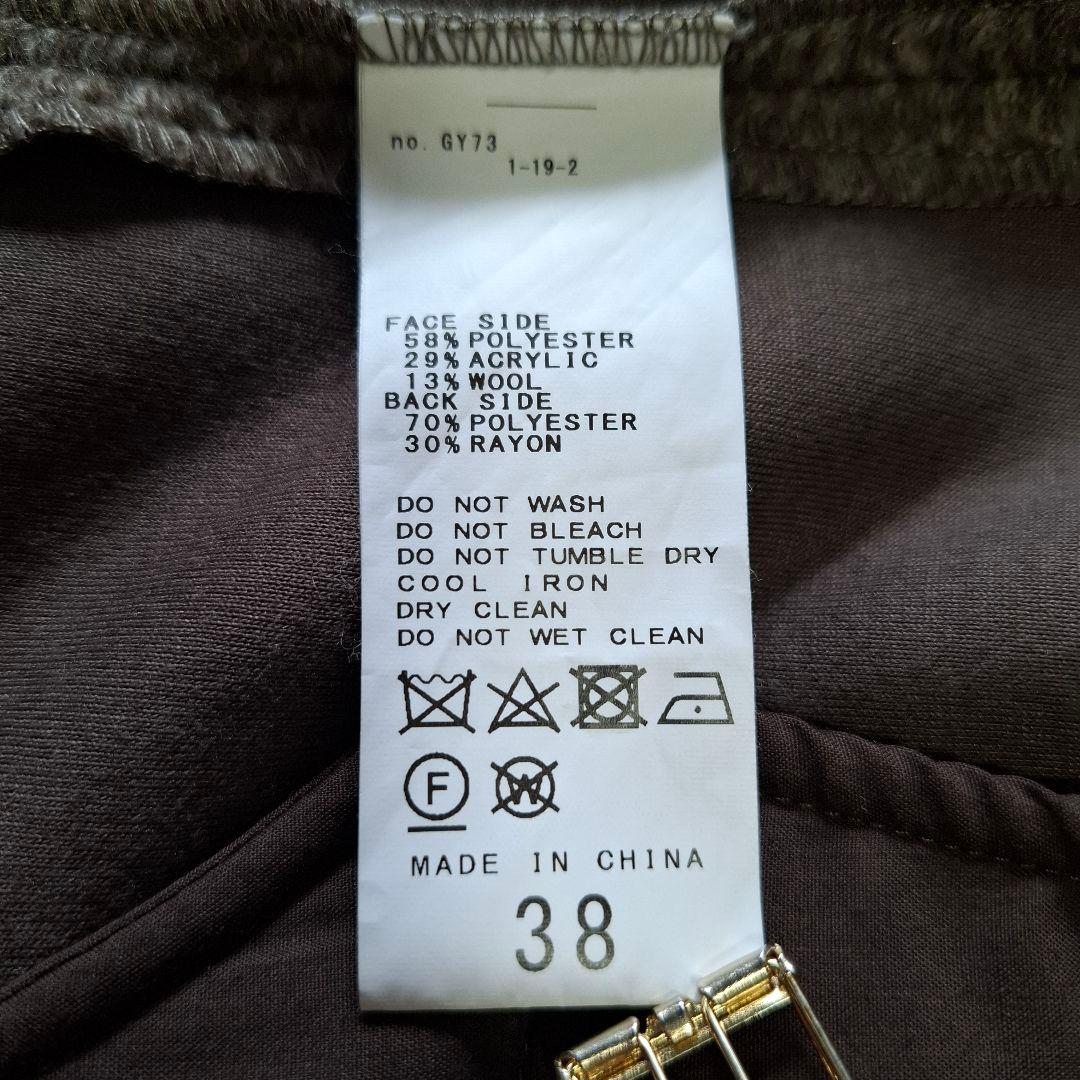 no. GY73
1-19-2
FACE SIDE
58% POLYESTER
29% ACRYLIC
13% WOOL
BACK SIDE
70% POLYESTER
30% RAYON
DO NOT WASH
DO NOT BLEACH
DO NOT TUMBLE DRY
COOL IRON
DRY CLEAN
DO NOT WET CLEAN
F W
MADE IN CHINA
38